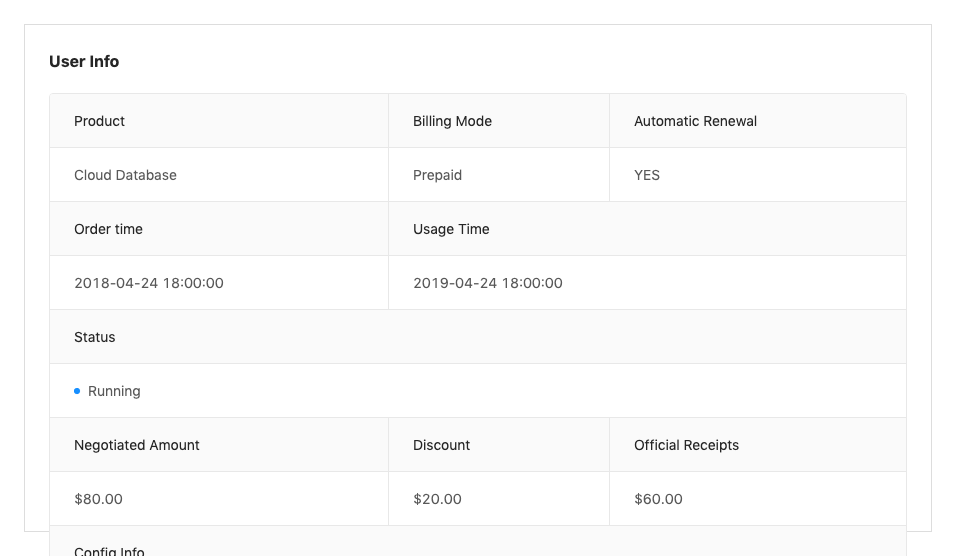 User Info
Product Billing Mode Automatic Renewal
Cloud Database Prepaid YES
Order time Usage Time
2018-04-24 18:00:00 2019-04-24 18:00:00
Status
Running
Negotiated Amount Discount Official Receipts
$80.00 $20.00 $60.00
Config Info